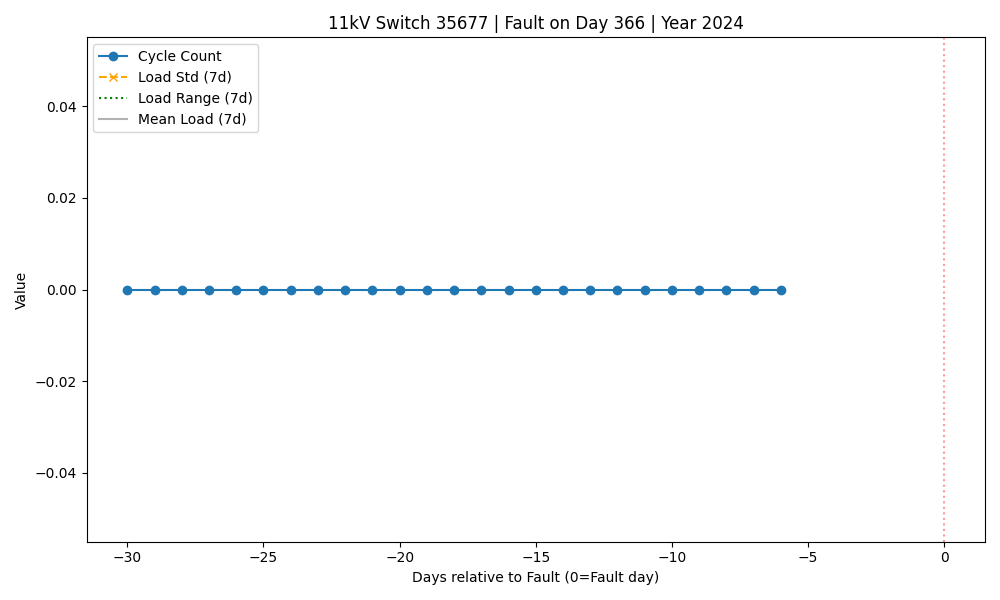 11kV Switch 35677 | Fault on Day 366 | Year 2024
Cycle Count
Load Std (7d)
Load Range (7d)
Mean Load (7d)
Value
0.04
0.02
0.00
−0.02
−0.04
−30
−25
−20
−15
−10
−5
0
Days relative to Fault (0=Fault day)